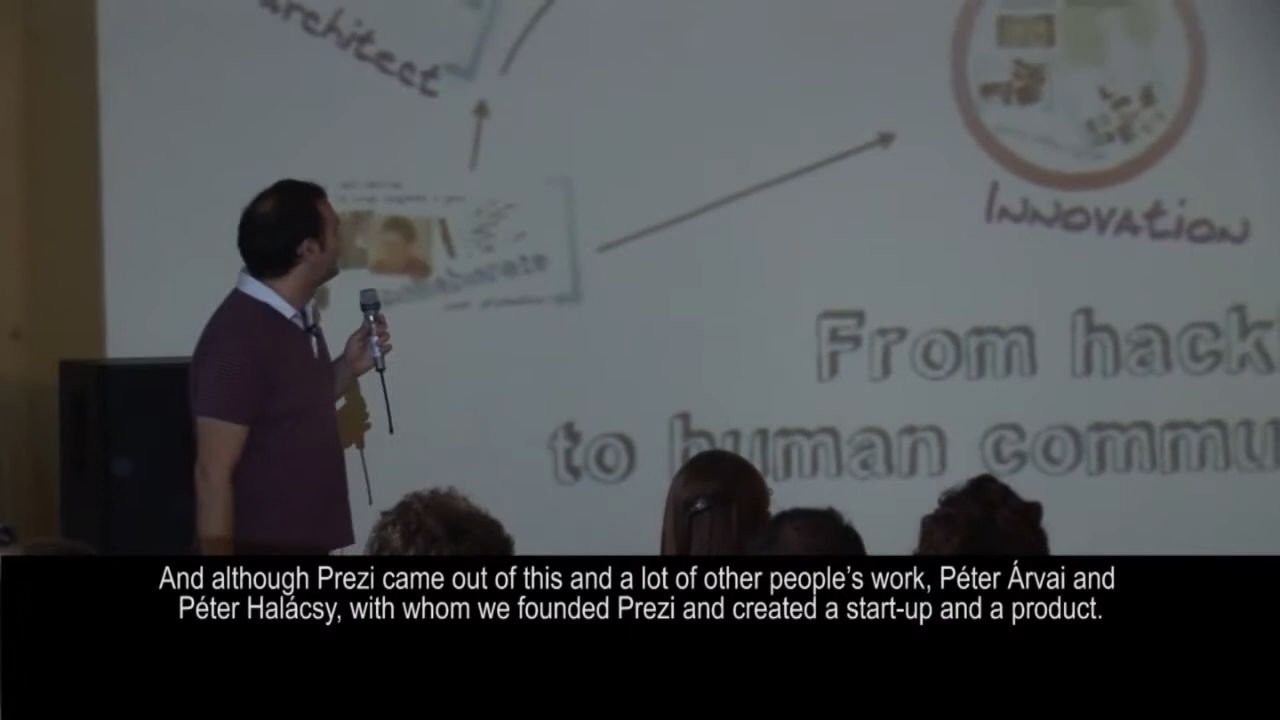 architect
collaborate
INNOVATION
From hack
to human commu
And although Prezi came out of this and a lot of other people's work, Péter Árvai and
Péter Halácsy, with whom we founded Prezi and created a start-up and a product.